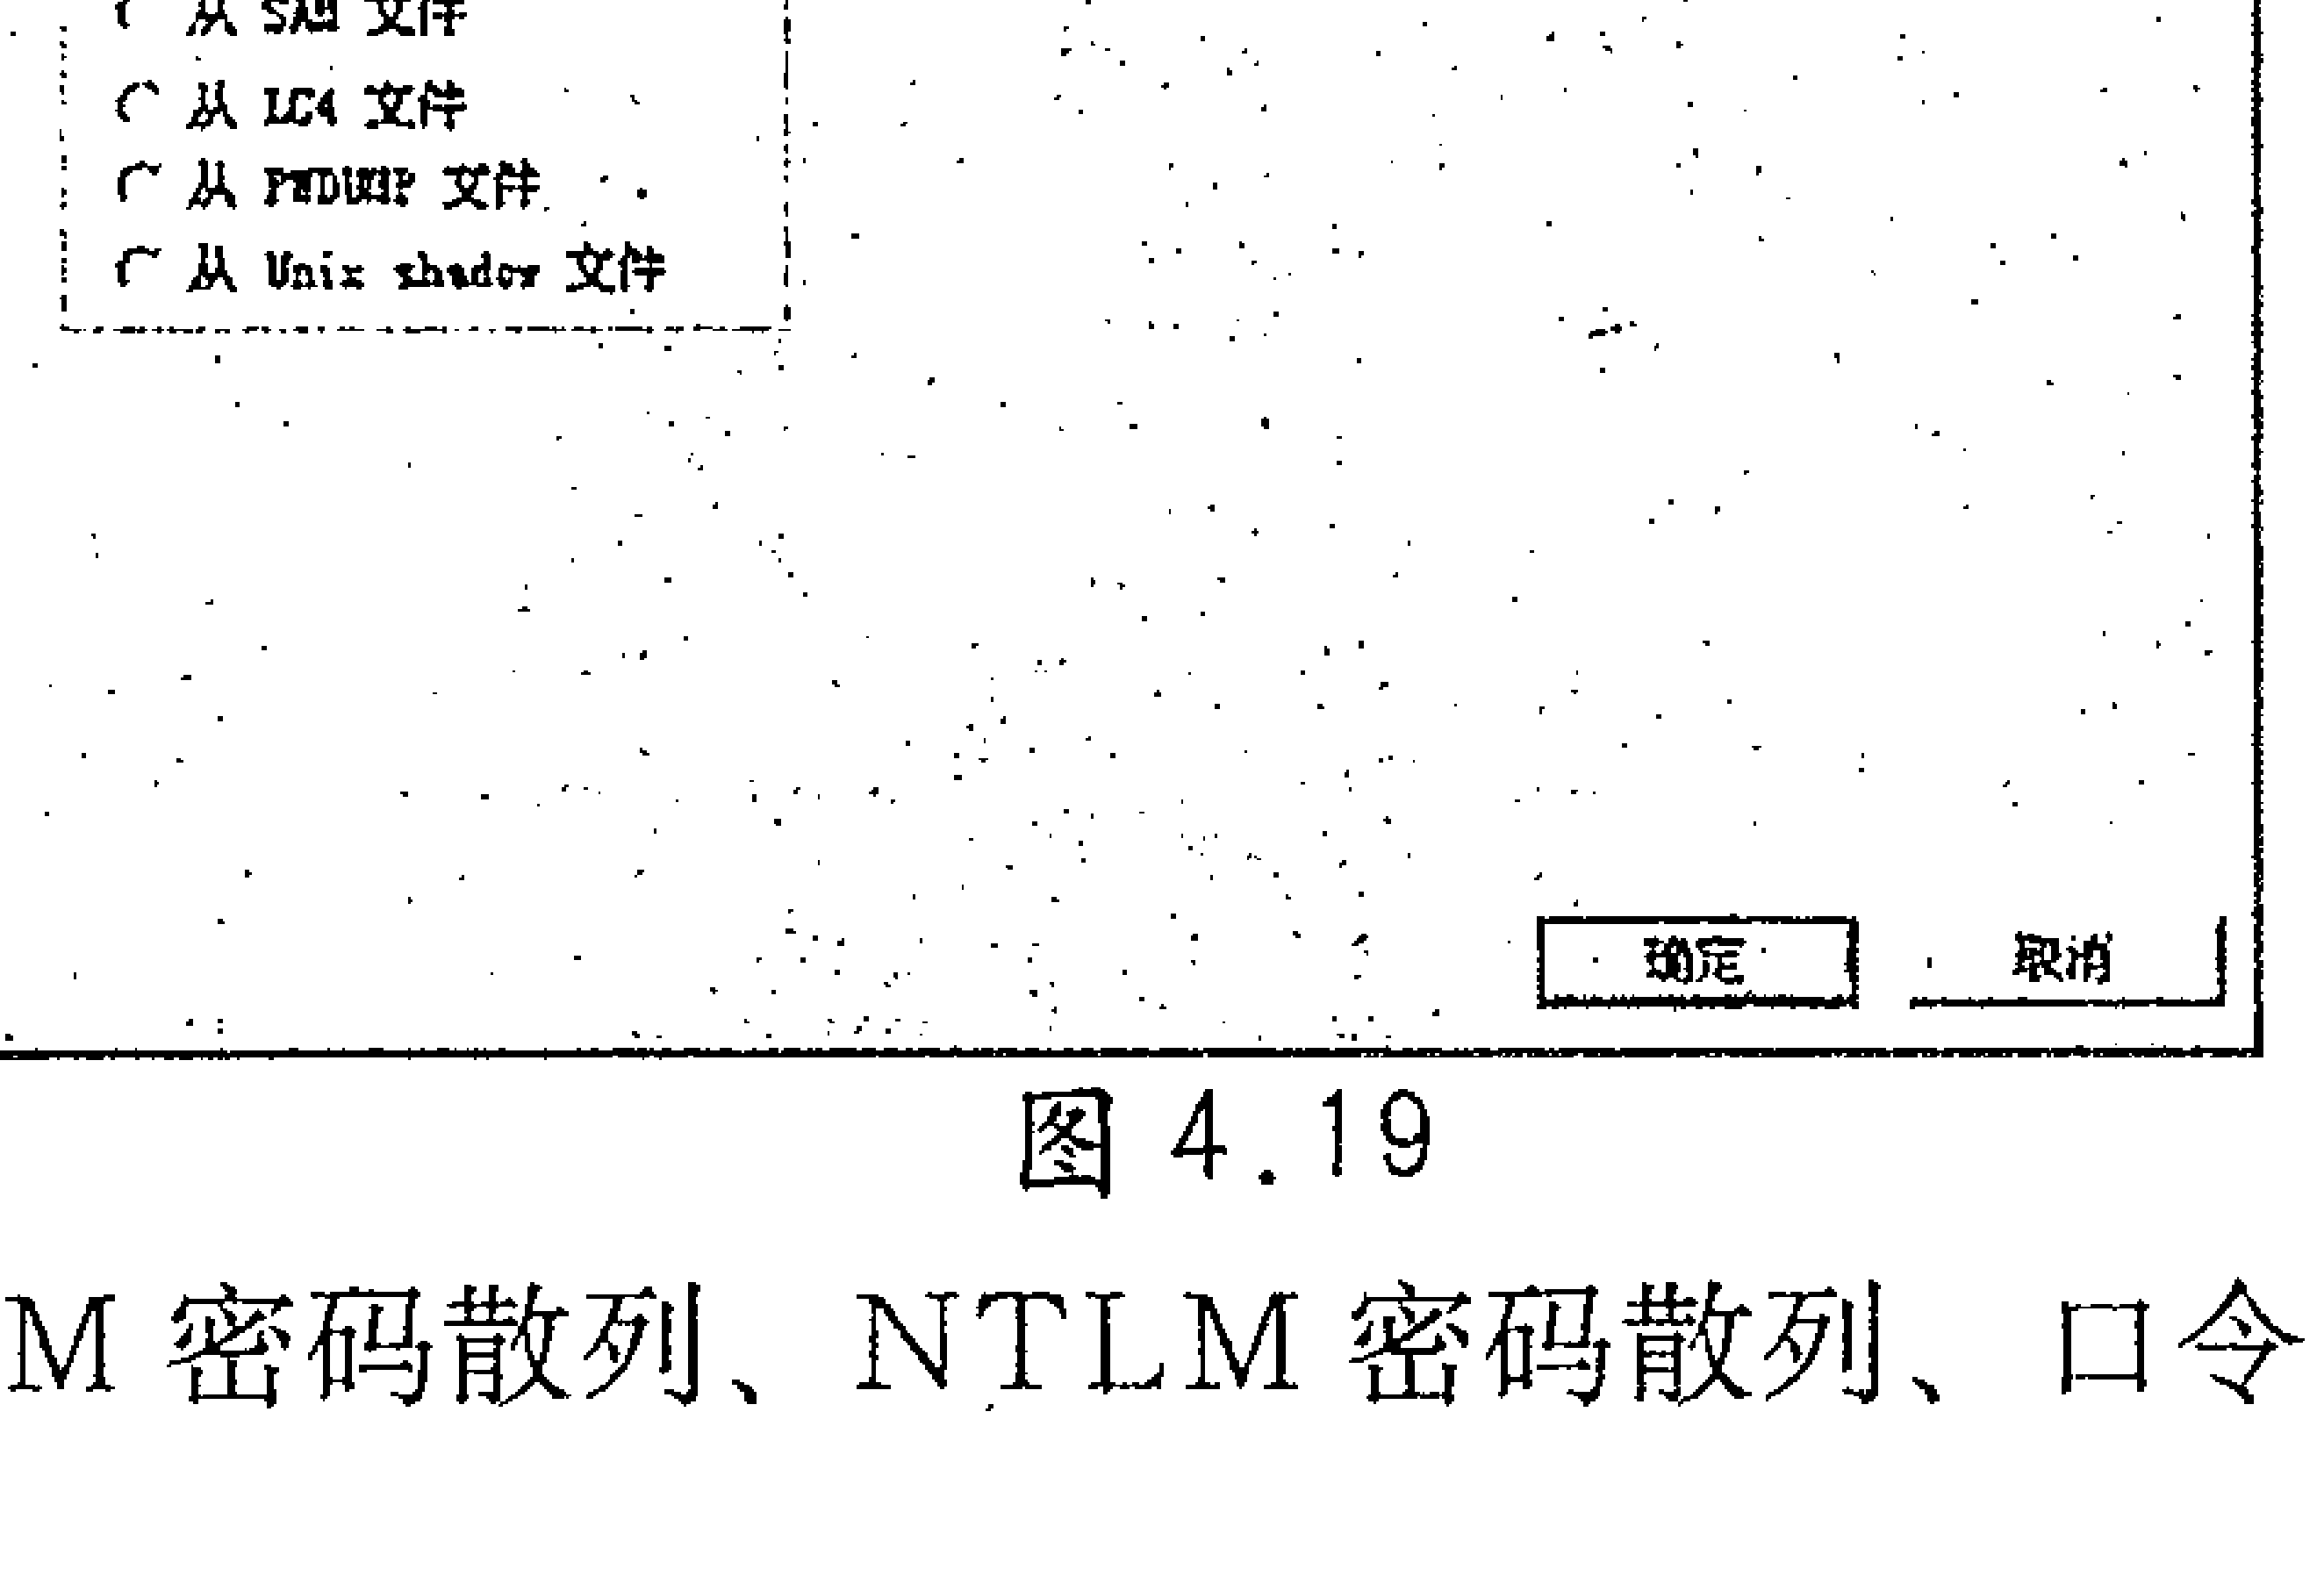 从 SAM 文件
从 LC4 文件
从 PWDUMP 文件
从 Unix shadow 文件
确定 取消
图 4.19
M 密码散列、NTLM 密码散列、口令